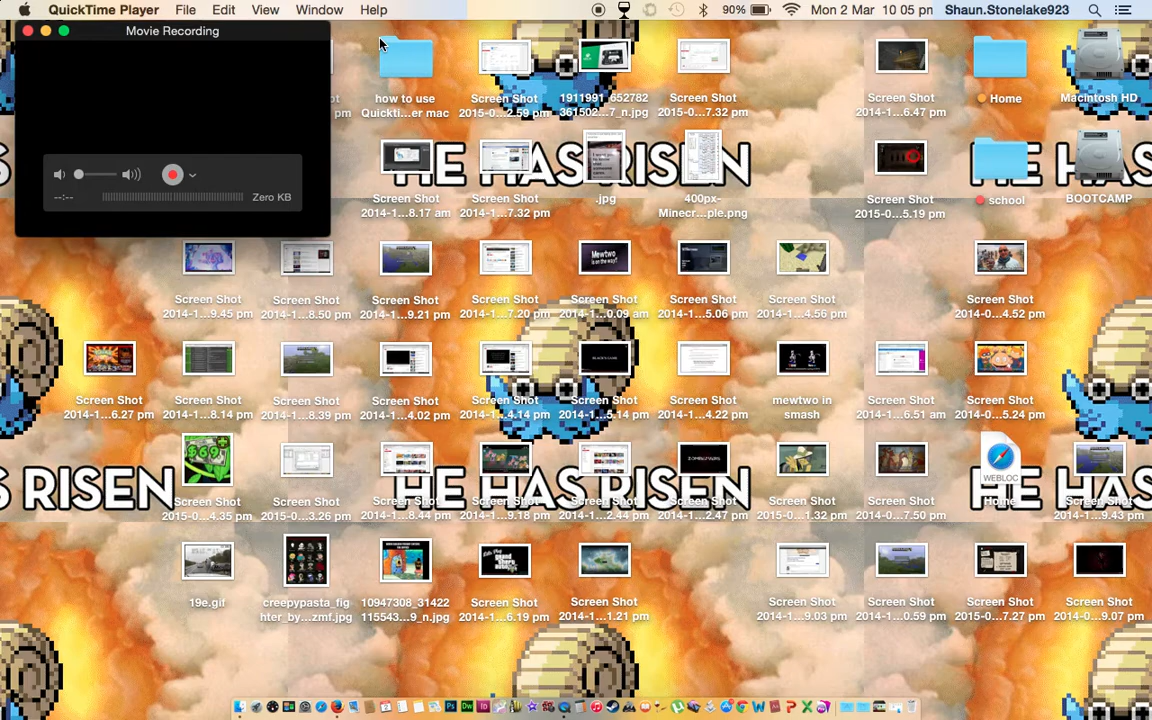 QuickTime Player File Edit View Window Help 90% Mon 2 Mar 10 05 pm Shaun.Stonelake923
Movie Recording
--:-- Zero KB
how to use
Quickti...er mac
Screen Shot
2015-0...2.59 pm
1911991_652782
361502...7_n.jpg
Screen Shot
2015-0...7.32 pm
Screen Shot
2014-1...6.47 pm
Home
Macintosh HD
pm
HE HAS RISEN
HE HAS
Screen Shot
2014-1...8.17 am
Screen Shot
2014-1...7.32 pm
.jpg
400px-
Minecr...ple.png
Screen Shot
2015-0...5.19 pm
school
BOOTCAMP
Screen Shot
2014-1...9.45 pm
Screen Shot
2014-1...8.50 pm
Screen Shot
2014-1...9.21 pm
Screen Shot
2014-1...7.20 pm
Mewtwo
is on the way?
Screen Shot
2014-1...0.09 am
Screen Shot
2014-1...5.06 pm
Screen Shot
2014-1...4.56 pm
Screen Shot
2014-0...4.52 pm
Screen Shot
2014-1...6.27 pm
Screen Shot
2014-1...8.14 pm
Screen Shot
2014-1...8.39 pm
Screen Shot
2014-1...4.02 pm
Screen Shot
2014-1...4.14 pm
Screen Shot
2014-1...5.14 pm
Screen Shot
2014-1...4.22 pm
mewtwo in
smash
Screen Shot
2014-1...6.51 am
Screen Shot
2014-0...5.24 pm
S RISEN
HE HAS RISEN
HE HAS
$69
Screen Shot
2015-0...4.35 pm
Screen Shot
2015-0...3.26 pm
Screen Shot
2014-1...8.44 pm
Screen Shot
2014-1...9.18 pm
Screen Shot
2014-1...2.44 pm
Screen Shot
2014-1...2.47 pm
Screen Shot
2015-0...1.32 pm
Screen Shot
2014-0...7.50 pm
WEBLOC
Home
Screen Shot
2014-1...9.43 pm
19e.gif
creepypasta_fig
hter_by...zmf.jpg
10947308_31422
115543...9_n.jpg
Screen Shot
2014-1...6.19 pm
Screen Shot
2014-1...1.21 pm
Screen Shot
2014-1...9.03 pm
Screen Shot
2014-1...0.59 pm
Screen Shot
2015-0...7.27 pm
Screen Shot
2014-0...9.07 pm